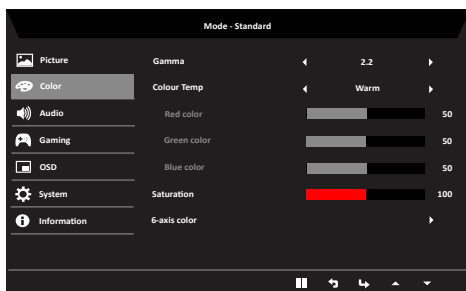 Mode - Standard
Picture
Gamma 2.2
Color
Colour Temp Warm
Audio
Red color 50
Gaming
Green color 50
OSD
Blue color 50
System
Saturation 100
Information
6-axis color